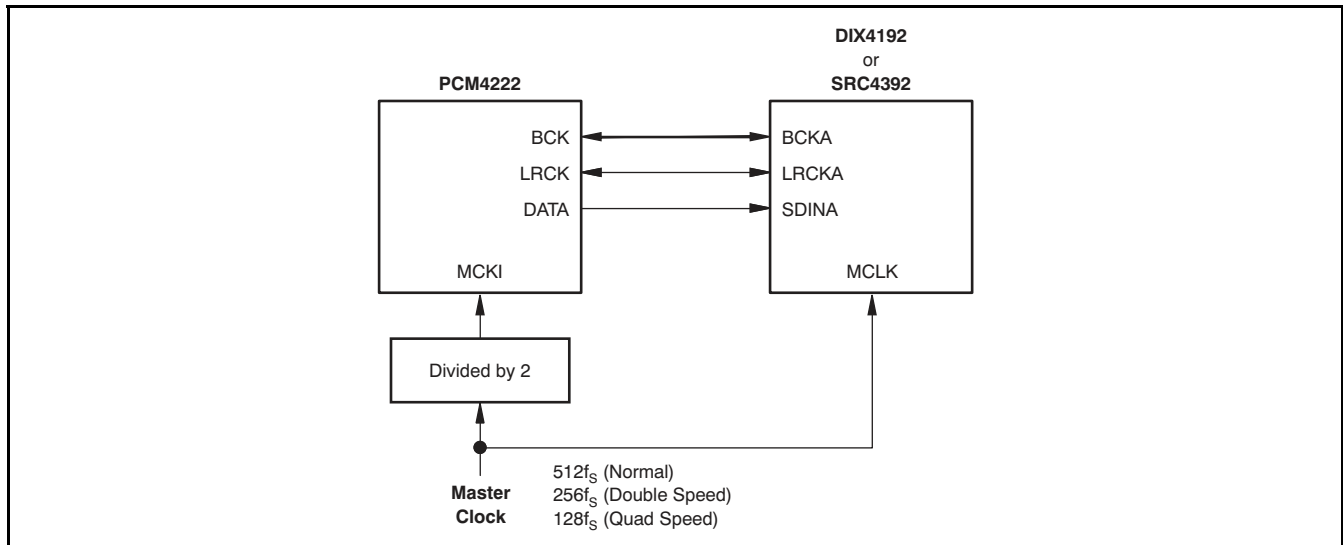 DIX4192
or
SRC4392
PCM4222
BCK
BCKA
LRCK
LRCKA
DATA
SDINA
MCKI
MCLK
Divided by 2
Master
Clock
512fS (Normal)
256fS (Double Speed)
128fS (Quad Speed)